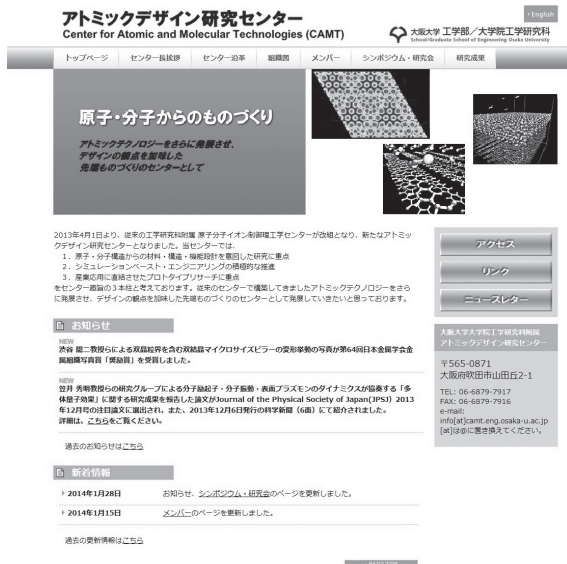 アトミックデザイン研究センター
Center for Atomic and Molecular Technologies (CAMT)
English
大阪大学 工学部／大学院工学研究科
School/Graduate School of Engineering Osaka University
トップページ
センター長挨拶
センター沿革
組織図
メンバー
シンポジウム・研究会
研究成果
原子・分子からのものづくり
アトミックテクノロジーをさらに発展させ、
デザインの観点を加味した
先端ものづくりのセンターとして
2013年4月1日より、従来の工学研究科附属 原子分子イオン制御理工学センターが改組となり、新たなアトミッ
クデザイン研究センターとなりました。当センターでは、
1．原子・分子構造からの材料・構造・機能設計を意図した研究に重点
2．シミュレーションベースト・エンジニアリングの積極的な推進
3．産業応用に直結させたプロトタイプリサーチに重点
をセンター趣旨の3本柱と考えております。従来のセンターで構築してきましたアトミックテクノロジーをさら
に発展させ、デザインの観点を加味した先端ものづくりのセンターとして発展していきたいと思っております。
お知らせ
NEW
渋谷 陽二教授らによる双晶粒界を含む双結晶マイクロサイズピラーの変形挙動の写真が第64回日本金属学会金
属組織写真賞「奨励賞」を受賞しました。
NEW
笠井 秀明教授らの研究グループによる分子励起子・分子振動・表面プラズモンのダイナミクスが協奏する「多
体量子効果」に関する研究成果を報告した論文がJournal of the Physical Society of Japan(JPSJ) 2013
年12月号の注目論文に選出され、また、2013年12月6日発行の科学新聞（6面）にて紹介されました。
詳細は、こちらをご覧ください。
過去のお知らせはこちら
新着情報
2014年1月28日 お知らせ、シンポジウム・研究会のページを更新しました。
2014年1月15日 メンバーのページを更新しました。
過去の更新情報はこちら
アクセス
リンク
ニュースレター
大阪大学大学院工学研究科附属
アトミックデザイン研究センター
〒565-0871
大阪府吹田市山田丘2-1
TEL: 06-6879-7917
FAX: 06-6879-7916
e-mail:
info[at]camt.eng.osaka-u.ac.jp
[at]は@に置き換えてください。